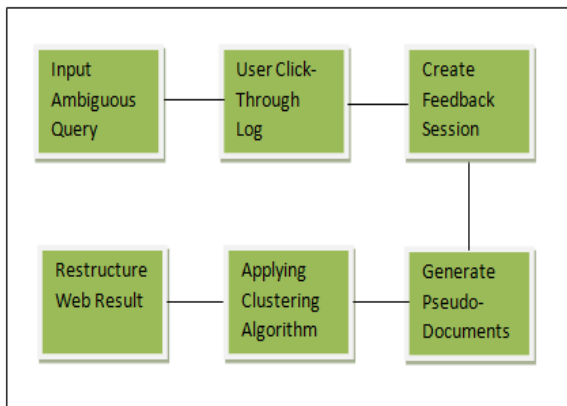 Input
Ambiguous
Query
User Click-
Through
Log
Create
Feedback
Session
Restructure
Web Result
Applying
Clustering
Algorithm
Generate
Pseudo-
Documents